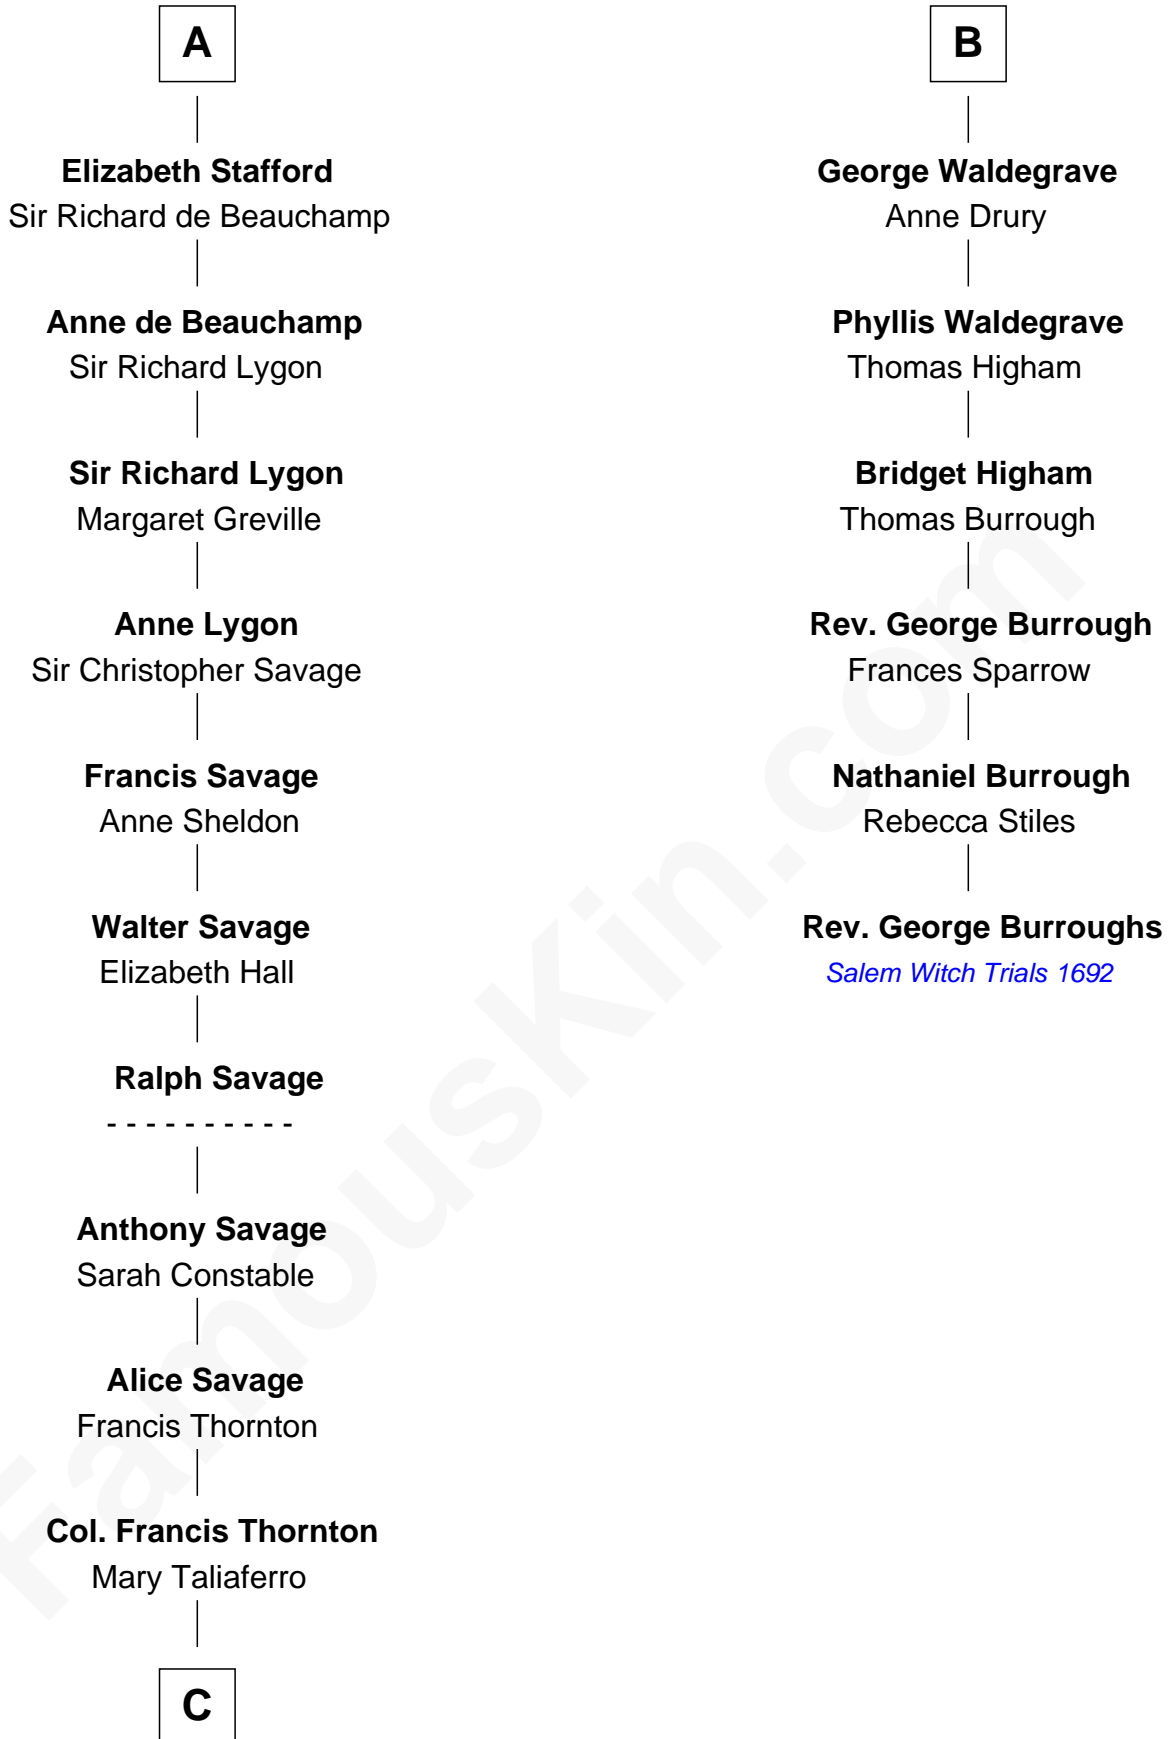 A
Elizabeth Stafford
Sir Richard de Beauchamp
Anne de Beauchamp
Sir Richard Lygon
Sir Richard Lygon
Margaret Greville
Anne Lygon
Sir Christopher Savage
Francis Savage
Anne Sheldon
Walter Savage
Elizabeth Hall
Ralph Savage
- - - - - - - - - -
Anthony Savage
Sarah Constable
Alice Savage
Francis Thornton
Col. Francis Thornton
Mary Taliaferro
C
B
George Waldegrave
Anne Drury
Phyllis Waldegrave
Thomas Higham
Bridget Higham
Thomas Burrough
Rev. George Burrough
Frances Sparrow
Nathaniel Burrough
Rebecca Stiles
Rev. George Burroughs
Salem Witch Trials 1692
FamousKin.com